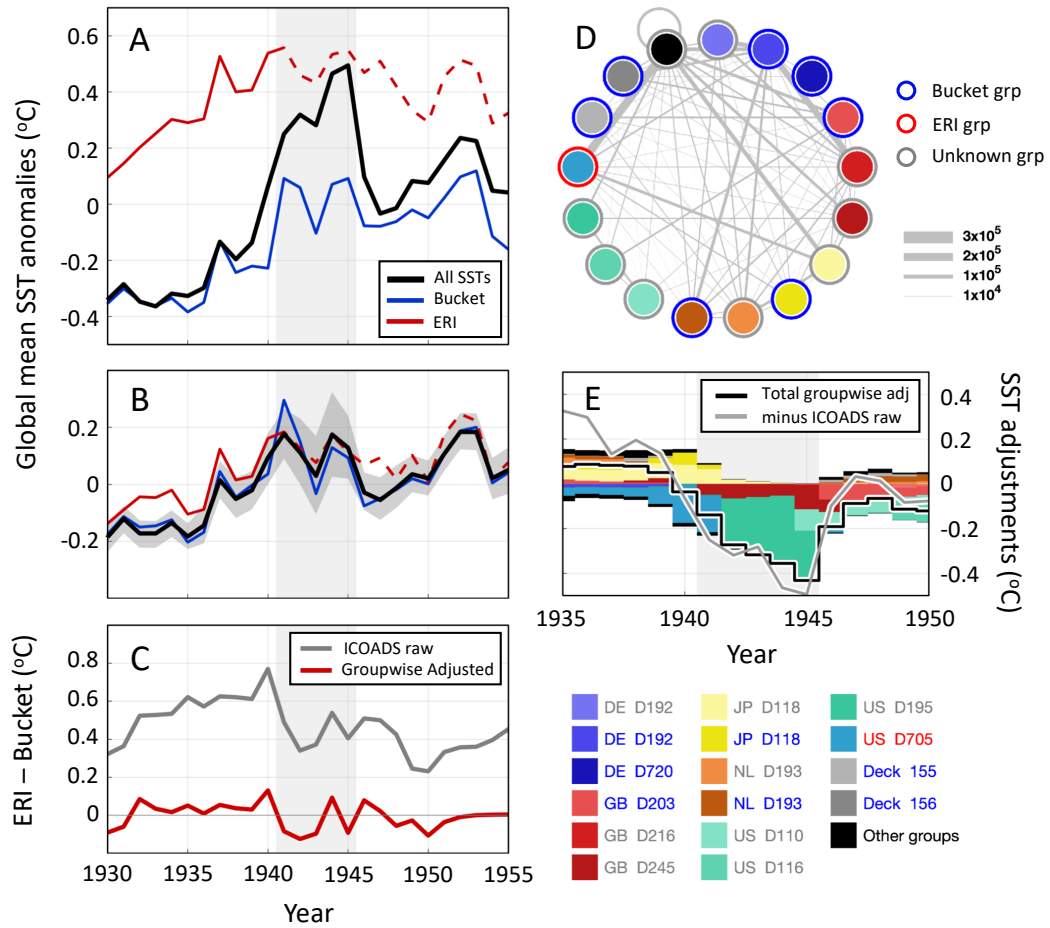 A
Global mean SST anomalies (°C)
0.6
0.4
0.2
0
-0.2
-0.4
All SSTs
Bucket
ERI
B
0.2
0
-0.2
C
ERI – Bucket (°C)
0.8
0.6
0.4
0.2
0
ICOADS raw
Groupwise Adjusted
1930
1935
1940
1945
1950
1955
Year
D
Bucket grp
ERI grp
Unknown grp
3x10⁵
2x10⁵
1x10⁵
1x10⁴
E
Total groupwise adj
minus ICOADS raw
SST adjustments (°C)
0.4
0.2
0
-0.2
-0.4
1935
1940
1945
1950
Year
DE D192
DE D192
DE D720
GB D203
GB D216
GB D245
JP D118
JP D118
NL D193
NL D193
US D110
US D116
US D195
US D705
Deck 155
Deck 156
Other groups